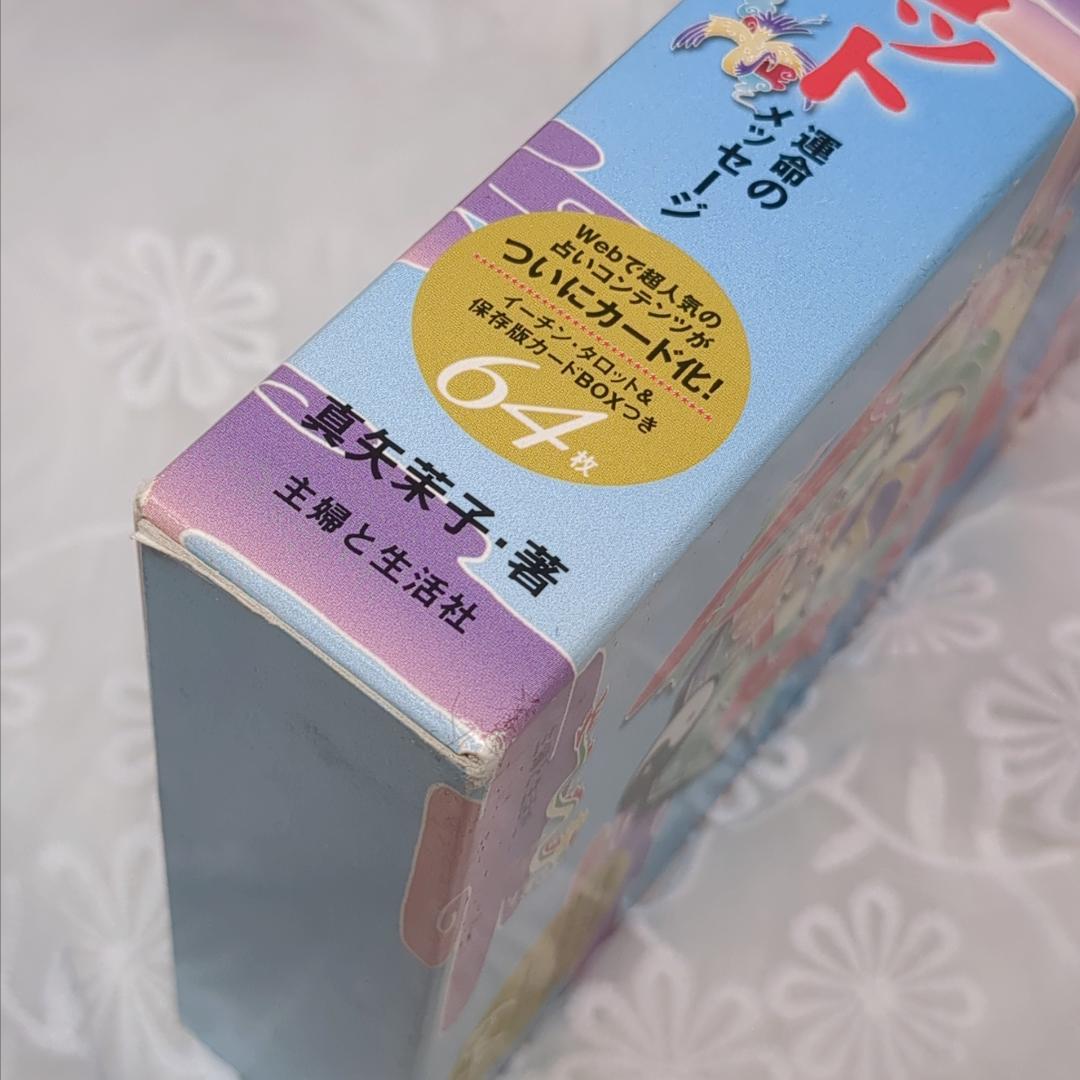 ット
運命の
メッセージ
Webで超人気の
占いコンテンツが
ついにカード化!
イーチン・タロット&
保存版カードBOXつき
64枚
真矢茉子・著
主婦と生活社